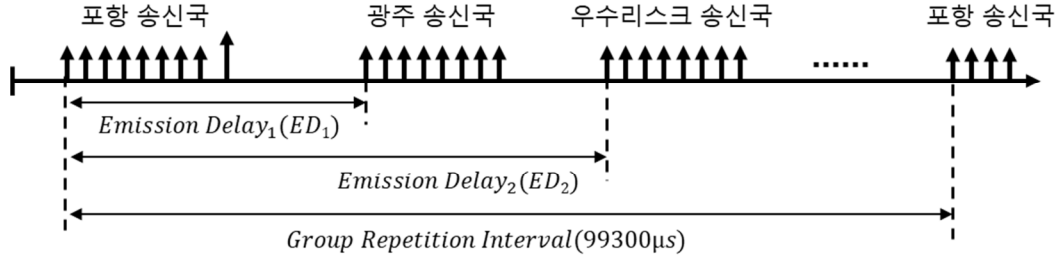 포항 송신국 광주 송신국 우수리스크 송신국 포항 송신국
......
Emission Delay₁(ED₁)
Emission Delay₂(ED₂)
Group Repetition Interval(99300μs)